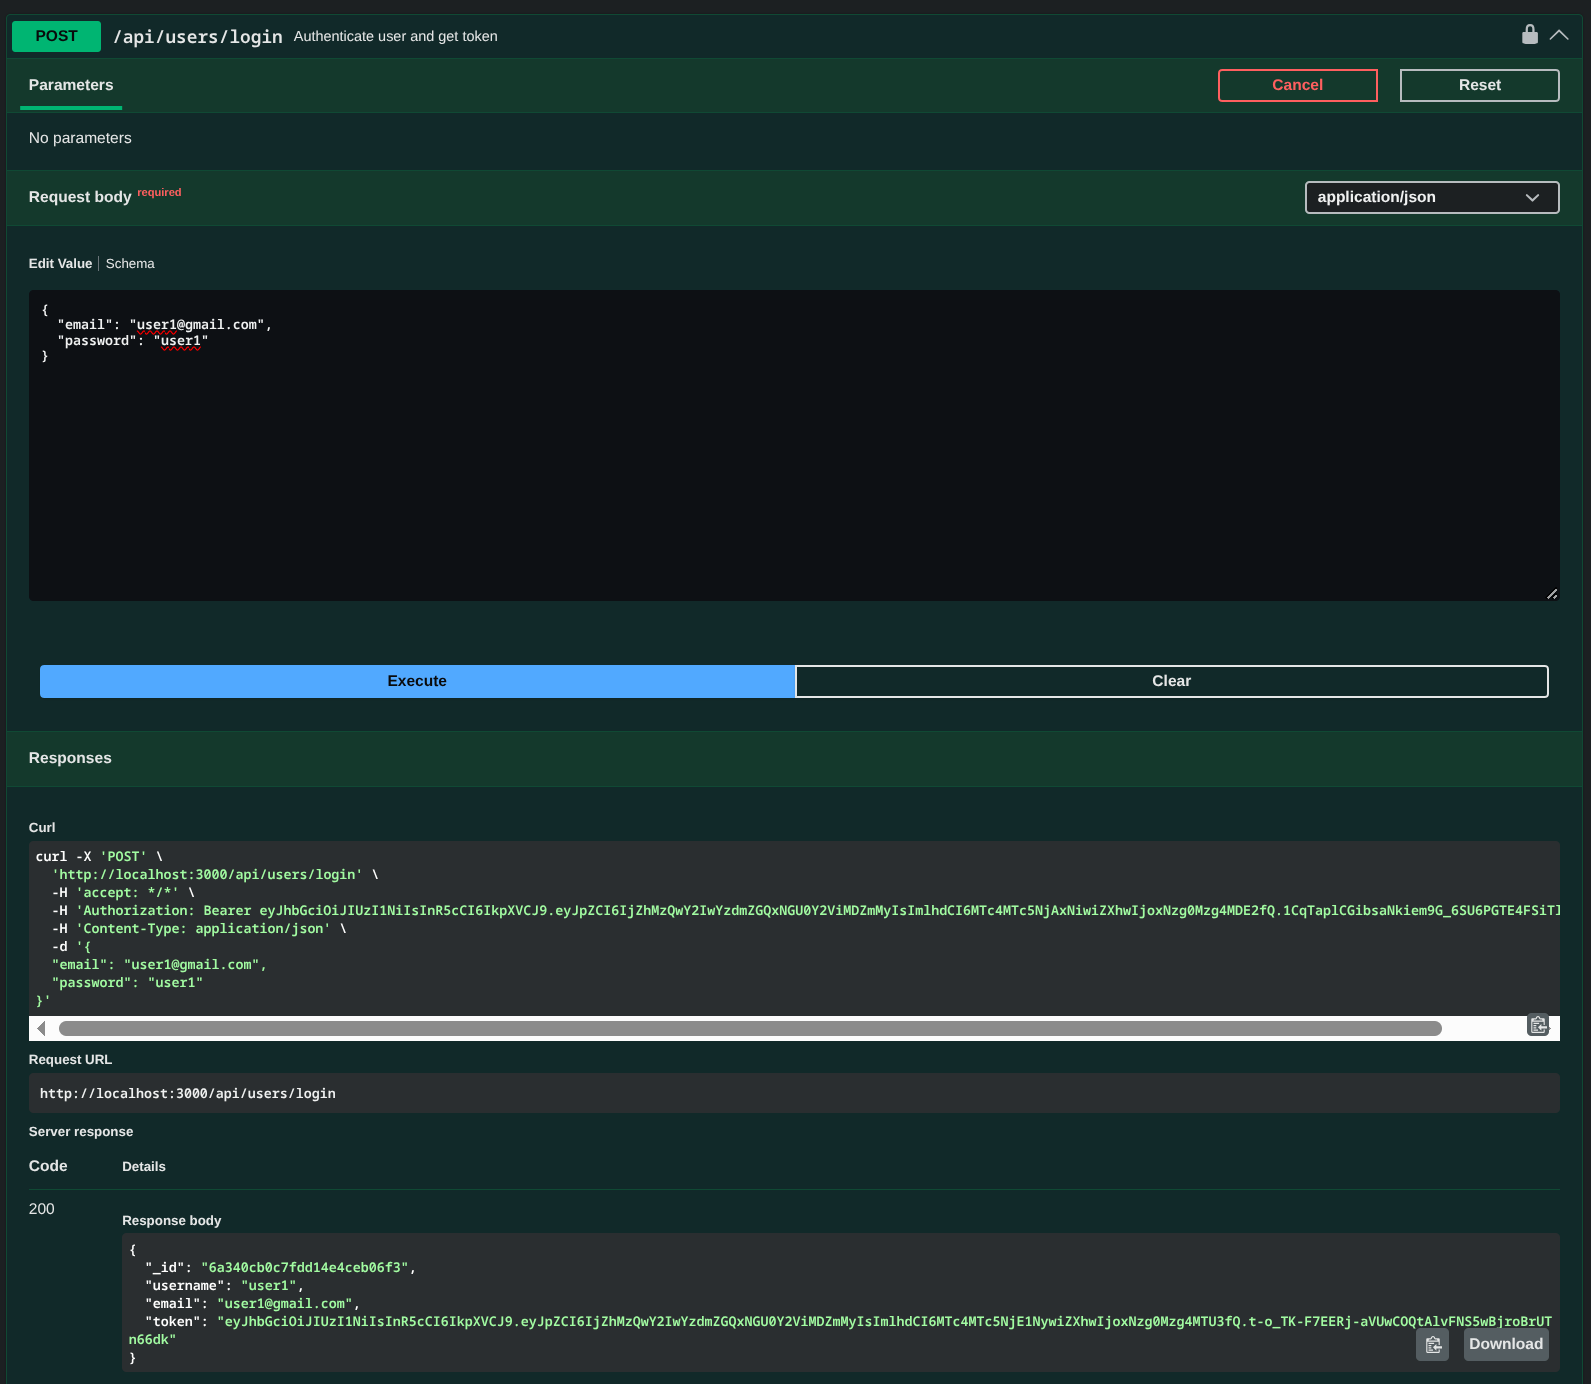 POST /api/users/login Authenticate user and get token
Parameters Cancel Reset
No parameters
Request body required application/json
Edit Value Schema
{
"email": "user1@gmail.com",
"password": "user1"
}
Execute Clear
Responses
Curl
curl -X 'POST' \
'http://localhost:3000/api/users/login' \
-H 'accept: */*' \
-H 'Authorization: Bearer eyJhbGciOiJIUzI1NiIsInR5cCI6IkpXVCJ9.eyJpZCI6IjZhMzQwY2IwYzdmZGQxNGU0Y2ViMDZmMyIsImlhdCI6MTc4MTc5NjAxNiwiZXhwIjoxNzg0Mzg4MDE2fQ.1CqTaplCGibsaNkiem9G_6SU6PGTE4FSiTI
-H 'Content-Type: application/json' \
-d '{
"email": "user1@gmail.com",
"password": "user1"
}'
Request URL
http://localhost:3000/api/users/login
Server response
Code Details
200
Response body
{
"_id": "6a340cb0c7fdd14e4ceb06f3",
"username": "user1",
"email": "user1@gmail.com",
"token": "eyJhbGciOiJIUzI1NiIsInR5cCI6IkpXVCJ9.eyJpZCI6IjZhMzQwY2IwYzdmZGQxNGU0Y2ViMDZmMyIsImlhdCI6MTc4MTc5NjE1NywiZXhwIjoxNzg0Mzg4MTU3fQ.t-o_TK-F7EERj-aVUwCOQtAlvFNS5wBjroBrUT
n66dk"
}
Download